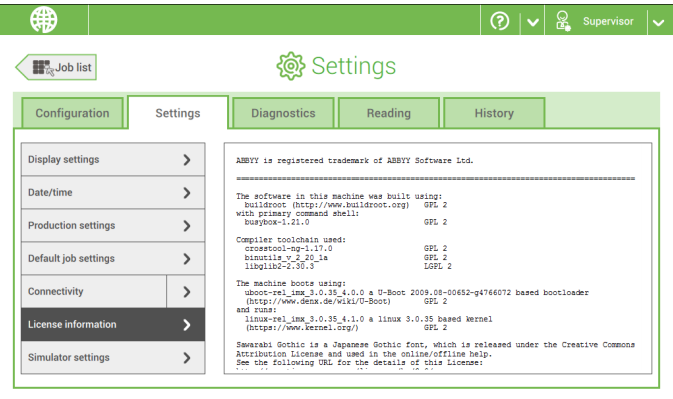 ? Supervisor
Job list
Settings
Configuration Settings Diagnostics Reading History
Display settings
Date/time
Production settings
Default job settings
Connectivity
License information
Simulator settings
ABBYY is registered trademark of ABBYY Software Ltd.
The software in this machine was built using:
buildroot (http://www.buildroot.org) GPL 2
with primary command shell:
busybox-1.21.0 GPL 2
Compiler toolchain used:
crosstool-ng-1.17.0 GPL 2
binutils_v_2_20_1a GPL 2
libglib2-2.30.3 LGPL 2
The machine boots using:
uboot-rel_imx_3.0.35_4.0.0 a U-Boot 2009.08-00652-g4766072 based bootloader
(http://www.denx.de/wiki/U-Boot) GPL 2
and runs:
linux-rel_imx_3.0.35_4.1.0 a linux 3.0.35 based kernel
(https://www.kernel.org/) GPL 2
Sawarabi Gothic is a Japanese Gothic font, which is released under the Creative Commons
Attribution License and used in the online/offline help.
See the following URL for the details of this License: